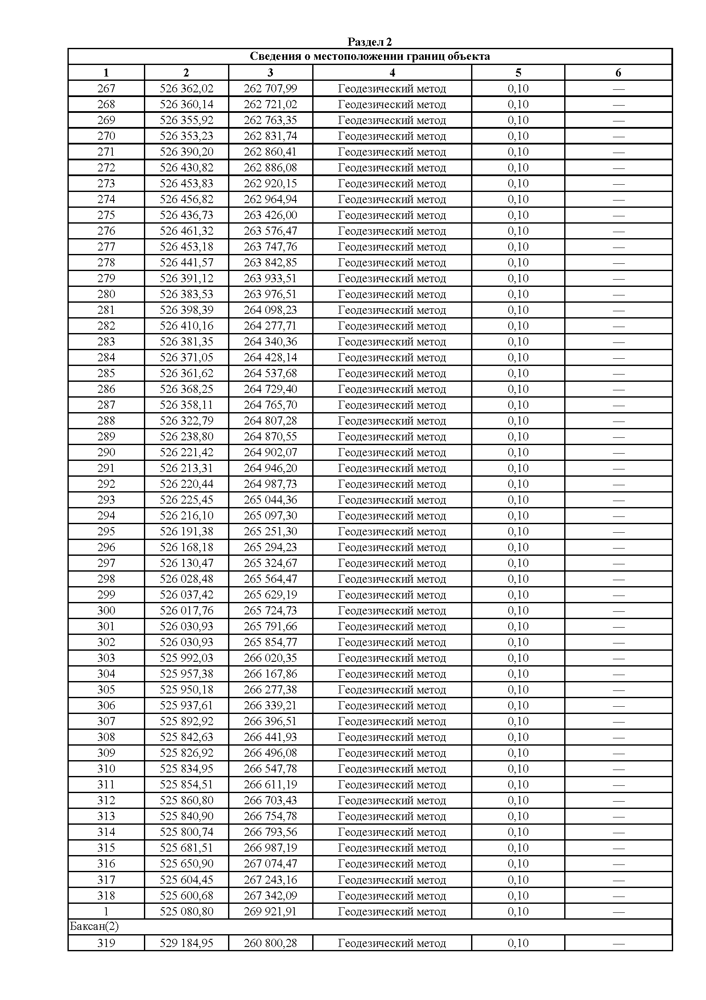 Раздел 2
Сведения о местоположении границ объекта
1 2 3 4 5 6
267 526 362,02 262 707,99 Геодезический метод 0,10 —
268 526 360,14 262 721,02 Геодезический метод 0,10 —
269 526 355,92 262 763,35 Геодезический метод 0,10 —
270 526 353,23 262 831,74 Геодезический метод 0,10 —
271 526 390,20 262 860,41 Геодезический метод 0,10 —
272 526 430,82 262 886,08 Геодезический метод 0,10 —
273 526 453,83 262 920,15 Геодезический метод 0,10 —
274 526 456,82 262 964,94 Геодезический метод 0,10 —
275 526 436,73 263 426,00 Геодезический метод 0,10 —
276 526 461,32 263 576,47 Геодезический метод 0,10 —
277 526 453,18 263 747,76 Геодезический метод 0,10 —
278 526 441,57 263 842,85 Геодезический метод 0,10 —
279 526 391,12 263 933,51 Геодезический метод 0,10 —
280 526 383,53 263 976,51 Геодезический метод 0,10 —
281 526 398,39 264 098,23 Геодезический метод 0,10 —
282 526 410,16 264 277,71 Геодезический метод 0,10 —
283 526 381,35 264 340,36 Геодезический метод 0,10 —
284 526 371,05 264 428,14 Геодезический метод 0,10 —
285 526 361,62 264 537,68 Геодезический метод 0,10 —
286 526 368,25 264 729,40 Геодезический метод 0,10 —
287 526 358,11 264 765,70 Геодезический метод 0,10 —
288 526 322,79 264 807,28 Геодезический метод 0,10 —
289 526 238,80 264 870,55 Геодезический метод 0,10 —
290 526 221,42 264 902,07 Геодезический метод 0,10 —
291 526 213,31 264 946,20 Геодезический метод 0,10 —
292 526 220,44 264 987,73 Геодезический метод 0,10 —
293 526 225,45 265 044,36 Геодезический метод 0,10 —
294 526 216,10 265 097,30 Геодезический метод 0,10 —
295 526 191,38 265 251,30 Геодезический метод 0,10 —
296 526 168,18 265 294,23 Геодезический метод 0,10 —
297 526 130,47 265 324,67 Геодезический метод 0,10 —
298 526 028,48 265 564,47 Геодезический метод 0,10 —
299 526 037,42 265 629,19 Геодезический метод 0,10 —
300 526 017,76 265 724,73 Геодезический метод 0,10 —
301 526 030,93 265 791,66 Геодезический метод 0,10 —
302 526 030,93 265 854,77 Геодезический метод 0,10 —
303 525 992,03 266 020,35 Геодезический метод 0,10 —
304 525 957,38 266 167,86 Геодезический метод 0,10 —
305 525 950,18 266 277,38 Геодезический метод 0,10 —
306 525 937,61 266 339,21 Геодезический метод 0,10 —
307 525 892,92 266 396,51 Геодезический метод 0,10 —
308 525 842,63 266 441,93 Геодезический метод 0,10 —
309 525 826,92 266 496,08 Геодезический метод 0,10 —
310 525 834,95 266 547,78 Геодезический метод 0,10 —
311 525 854,51 266 611,19 Геодезический метод 0,10 —
312 525 860,80 266 703,43 Геодезический метод 0,10 —
313 525 840,90 266 754,78 Геодезический метод 0,10 —
314 525 800,74 266 793,56 Геодезический метод 0,10 —
315 525 681,51 266 987,19 Геодезический метод 0,10 —
316 525 650,90 267 074,47 Геодезический метод 0,10 —
317 525 604,45 267 243,16 Геодезический метод 0,10 —
318 525 600,68 267 342,09 Геодезический метод 0,10 —
1 525 080,80 269 921,91 Геодезический метод 0,10 —
Баксан(2)
319 529 184,95 260 800,28 Геодезический метод 0,10 —